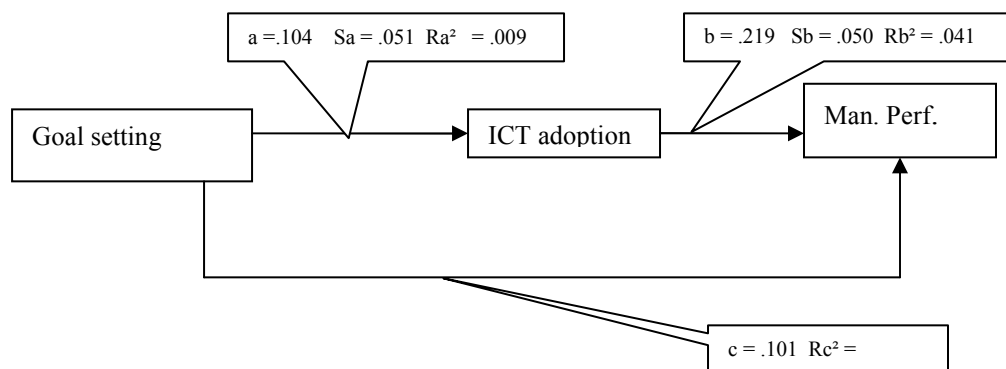 a =.104 Sa = .051 Ra² = .009
b = .219 Sb = .050 Rb² = .041
Goal setting
ICT adoption
Man. Perf.
c = .101 Rc² =